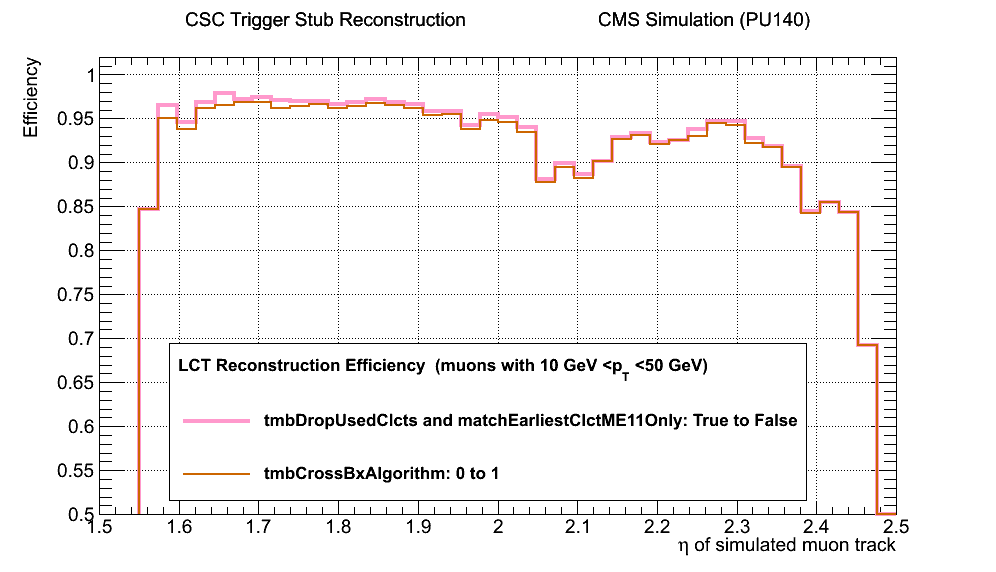 CSC Trigger Stub Reconstruction CMS Simulation (PU140)
Efficiency
1
0.95
0.9
0.85
0.8
0.75
0.7
0.65
0.6
0.55
0.5
LCT Reconstruction Efficiency (muons with 10 GeV <pT <50 GeV)
tmbDropUsedClcts and matchEarliestClctME11Only: True to False
tmbCrossBxAlgorithm: 0 to 1
1.5 1.6 1.7 1.8 1.9 2 2.1 2.2 2.3 2.4 2.5
η of simulated muon track